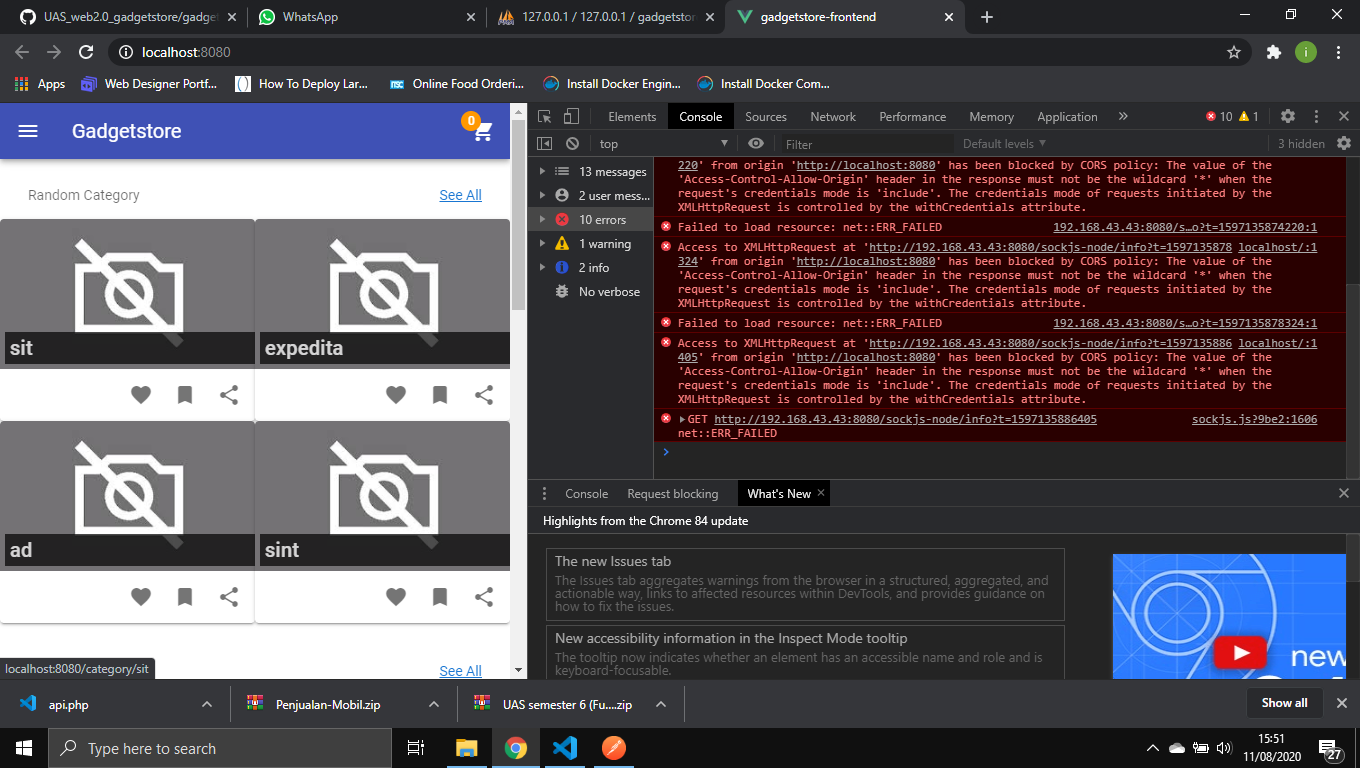 UAS_web2.0_gadgetstore/gadget
WhatsApp
127.0.0.1 / 127.0.0.1 / gadgetstor
gadgetstore-frontend
localhost:8080
i
Apps
Web Designer Portf...
How To Deploy Lar...
Online Food Orderi...
Install Docker Engin...
Install Docker Com...
Gadgetstore
0
Random Category
See All
sit
expedita
ad
sint
See All
localhost:8080/category/sit
Elements
Console
Sources
Network
Performance
Memory
Application
10
1
top
Filter
Default levels
3 hidden
13 messages
2 user mess...
10 errors
1 warning
2 info
No verbose
220' from origin 'http://localhost:8080' has been blocked by CORS policy: The value of the
'Access-Control-Allow-Origin' header in the response must not be the wildcard '*' when the
request's credentials mode is 'include'. The credentials mode of requests initiated by the
XMLHttpRequest is controlled by the withCredentials attribute.
Failed to load resource: net::ERR_FAILED 192.168.43.43:8080/s…o?t=1597135874220:1
Access to XMLHttpRequest at 'http://192.168.43.43:8080/sockjs-node/info?t=1597135878 localhost/:1
324' from origin 'http://localhost:8080' has been blocked by CORS policy: The value of the
'Access-Control-Allow-Origin' header in the response must not be the wildcard '*' when the
request's credentials mode is 'include'. The credentials mode of requests initiated by the
XMLHttpRequest is controlled by the withCredentials attribute.
Failed to load resource: net::ERR_FAILED 192.168.43.43:8080/s…o?t=1597135878324:1
Access to XMLHttpRequest at 'http://192.168.43.43:8080/sockjs-node/info?t=1597135886 localhost/:1
405' from origin 'http://localhost:8080' has been blocked by CORS policy: The value of the
'Access-Control-Allow-Origin' header in the response must not be the wildcard '*' when the
request's credentials mode is 'include'. The credentials mode of requests initiated by the
XMLHttpRequest is controlled by the withCredentials attribute.
GET http://192.168.43.43:8080/sockjs-node/info?t=1597135886405 sockjs.js?9be2:1606
net::ERR_FAILED
Console
Request blocking
What's New
Highlights from the Chrome 84 update
The new Issues tab
The Issues tab aggregates warnings from the browser in a structured, aggregated, and
actionable way, links to affected resources within DevTools, and provides guidance on
how to fix the issues.
New accessibility information in the Inspect Mode tooltip
The tooltip now indicates whether an element has an accessible name and role and is
keyboard-focusable.
new
api.php
Penjualan-Mobil.zip
UAS semester 6 (Fu....zip
Show all
Type here to search
15:51
11/08/2020
27